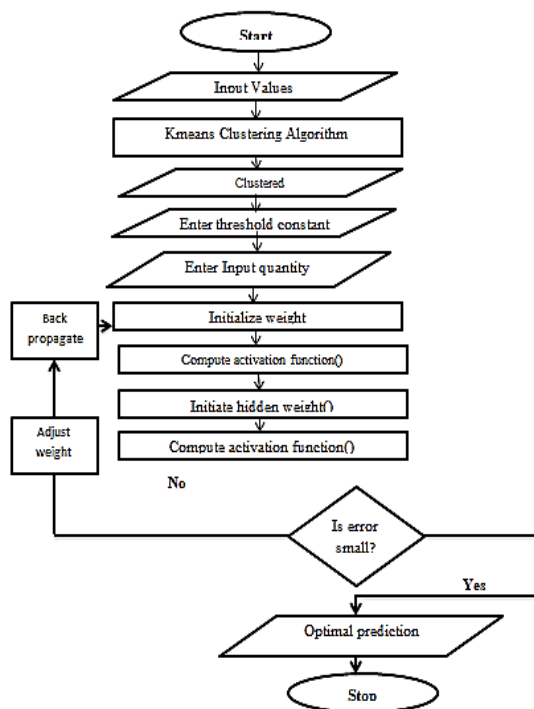 Start
Input Values
Kmeans Clustering Algorithm
Clustered
Enter threshold constant
Enter Input quantity
Back
propagate
Initialize weight
Compute activation function()
Initiate hidden weight()
Adjust
weight
Compute activation function()
No
Is error
small?
Yes
Optimal prediction
Stop